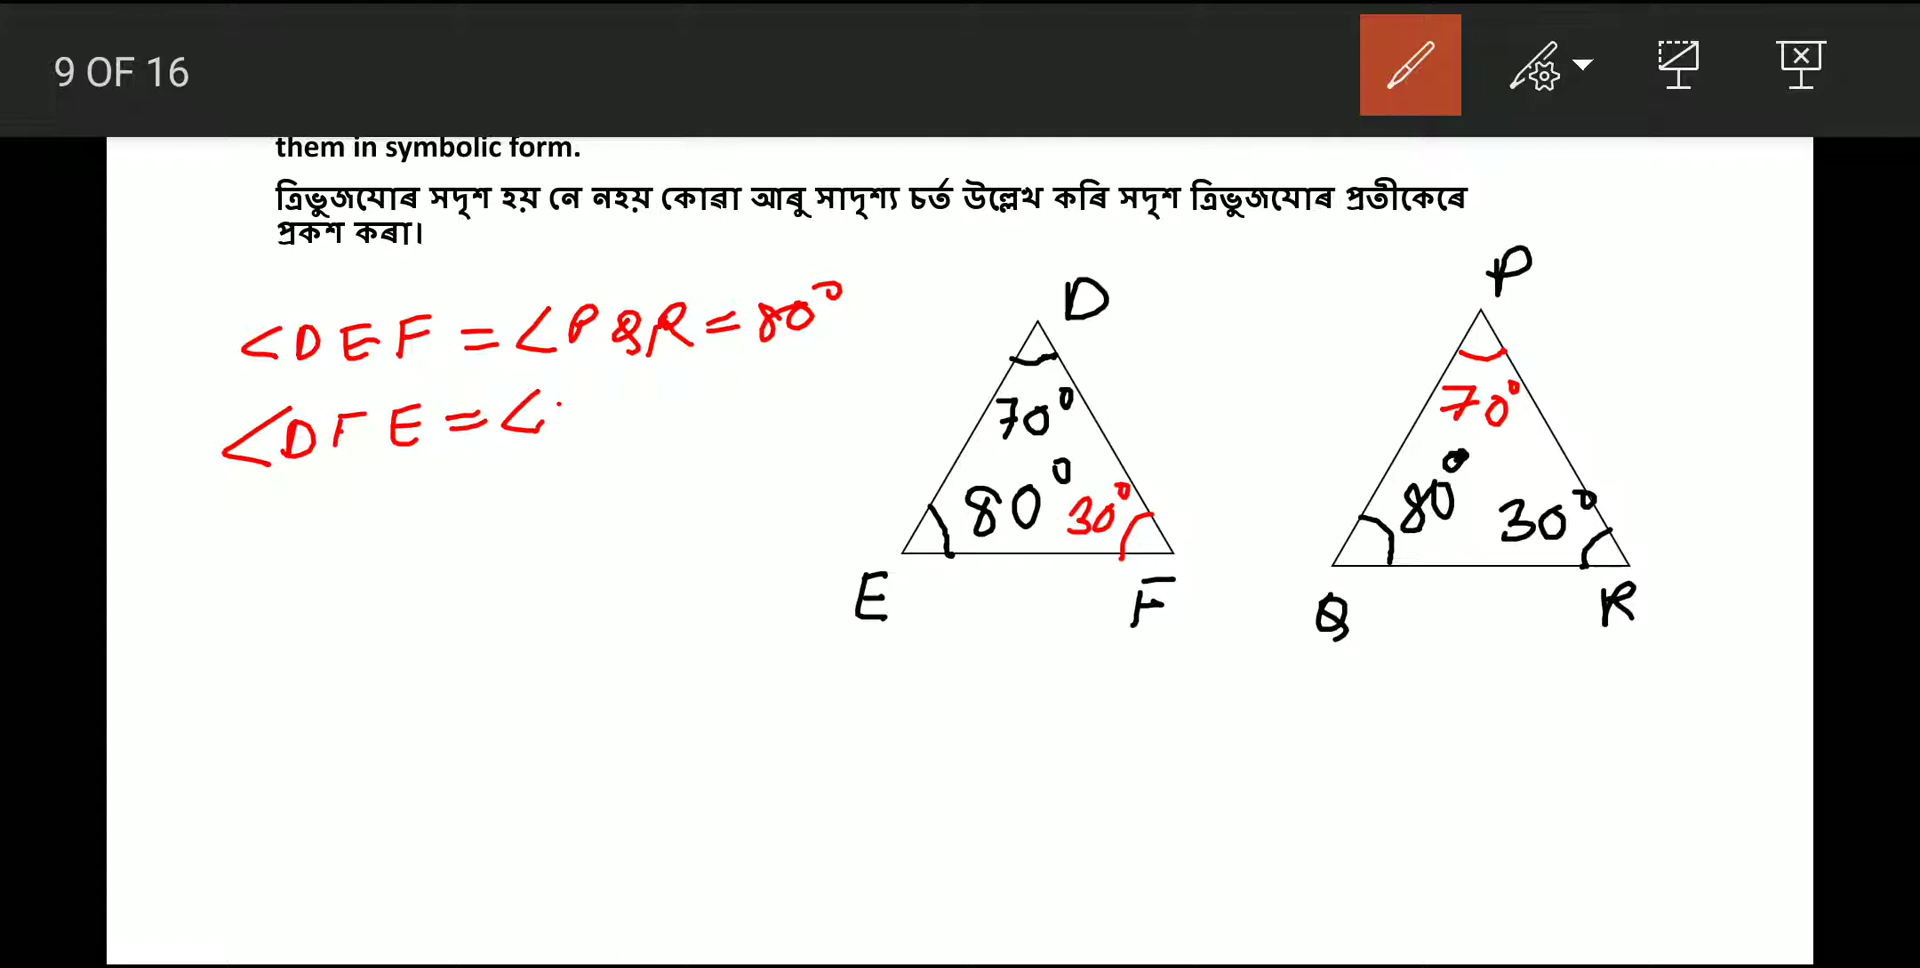 9 OF 16
them in symbolic form.
ত্ৰিভুজযোৰ সদৃশ হয় নে নহয় কোৱা আৰু সাদৃশ্য চৰ্ত উল্লেখ কৰি সদৃশ ত্ৰিভুজযোৰ প্ৰতীকেৰে
প্ৰকশ কৰা।
∠DEF = ∠PQR = 80°
∠DFE = ∠
D
70°
80°
30°
E
F
P
70°
80°
30°
Q
R